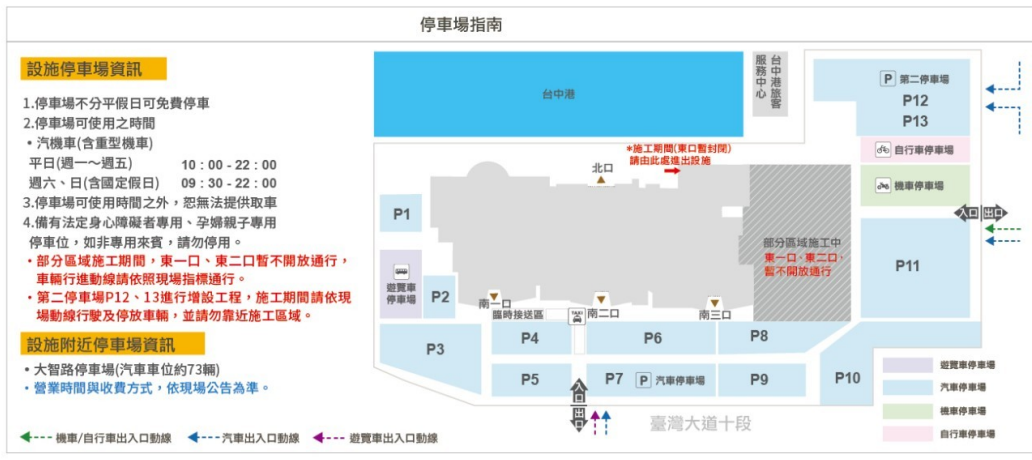 停車場指南
設施停車場資訊
1.停車場不分平假日可免費停車
2.停車場可使用之時間
•汽機車(含重型機車)
平日(週一～週五) 10：00 - 22：00
週六、日(含國定假日) 09：30 - 22：00
3.停車場可使用時間之外，恕無法提供取車
4.備有法定身心障礙者專用、孕婦親子專用
停車位，如非專用來賓，請勿停用。
•部分區域施工期間，東一口、東二口暫不開放通行，
車輛行進動線請依照現場指標通行。
•第二停車場P12、13進行增設工程，施工期間請依現
場動線行駛及停放車輛，並請勿靠近施工區域。
設施附近停車場資訊
•大智路停車場(汽車車位約73輛)
•營業時間與收費方式，依現場公告為準。
機車/自行車出入口動線
汽車出入口動線
遊覽車出入口動線
台中港
台中港旅客
服務中心
P 第二停車場
P12
P13
自行車停車場
機車停車場
*施工期間(東口暫封閉)
請由此處進出設施
北口
P1
入口 出口
部分區域施工中
東一口、東二口、
暫不開放通行
P11
遊覽車
停車場
P2
南一口
臨時接送區
TAXI
南二口
南三口
P3
P4
P6
P8
P5
P7
P 汽車停車場
P9
P10
入口
出口
臺灣大道十段
遊覽車停車場
汽車停車場
機車停車場
自行車停車場